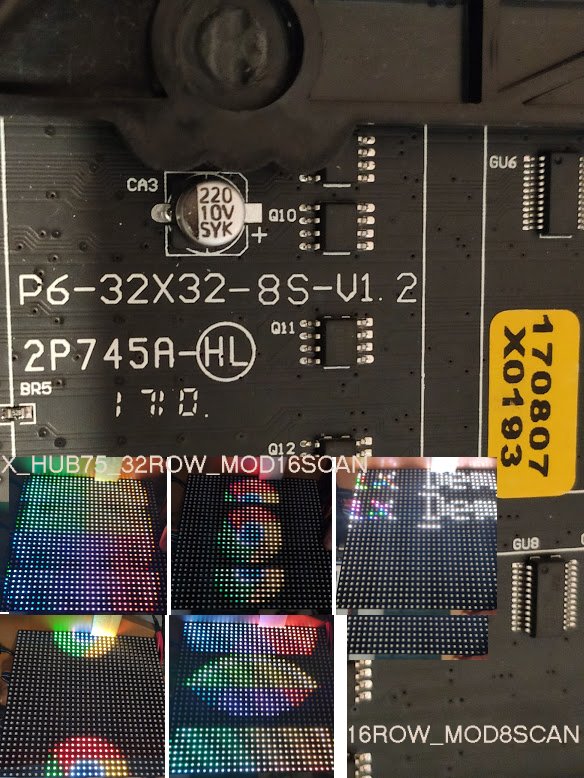 CA3
220
10V
SYK
+
Q10
GU6
P6-32X32-8S-V1.2
Q11
2P745A-HL
BR5
1710.
170807
X0193
Q12
X_HUB75_32ROW_MOD16SCAN
GU8
16ROW_MOD8SCAN